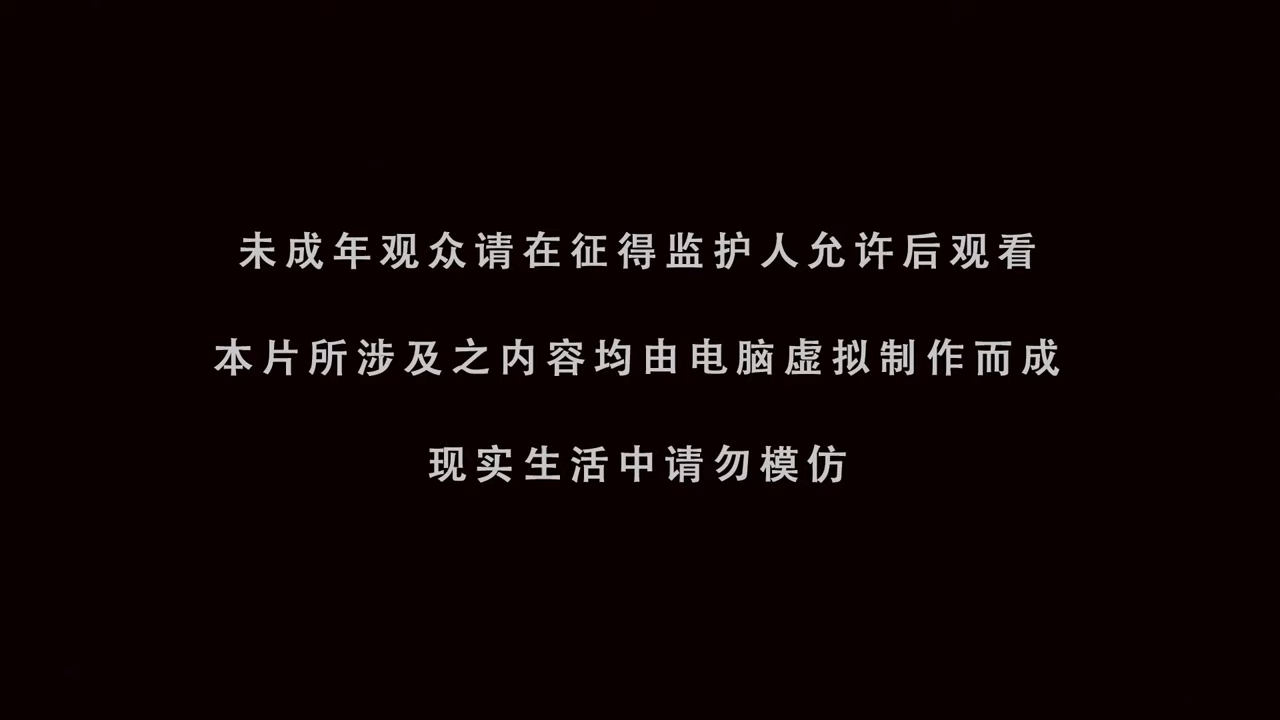 未成年观众请在征得监护人允许后观看
本片所涉及之内容均由电脑虚拟制作而成
现实生活中请勿模仿